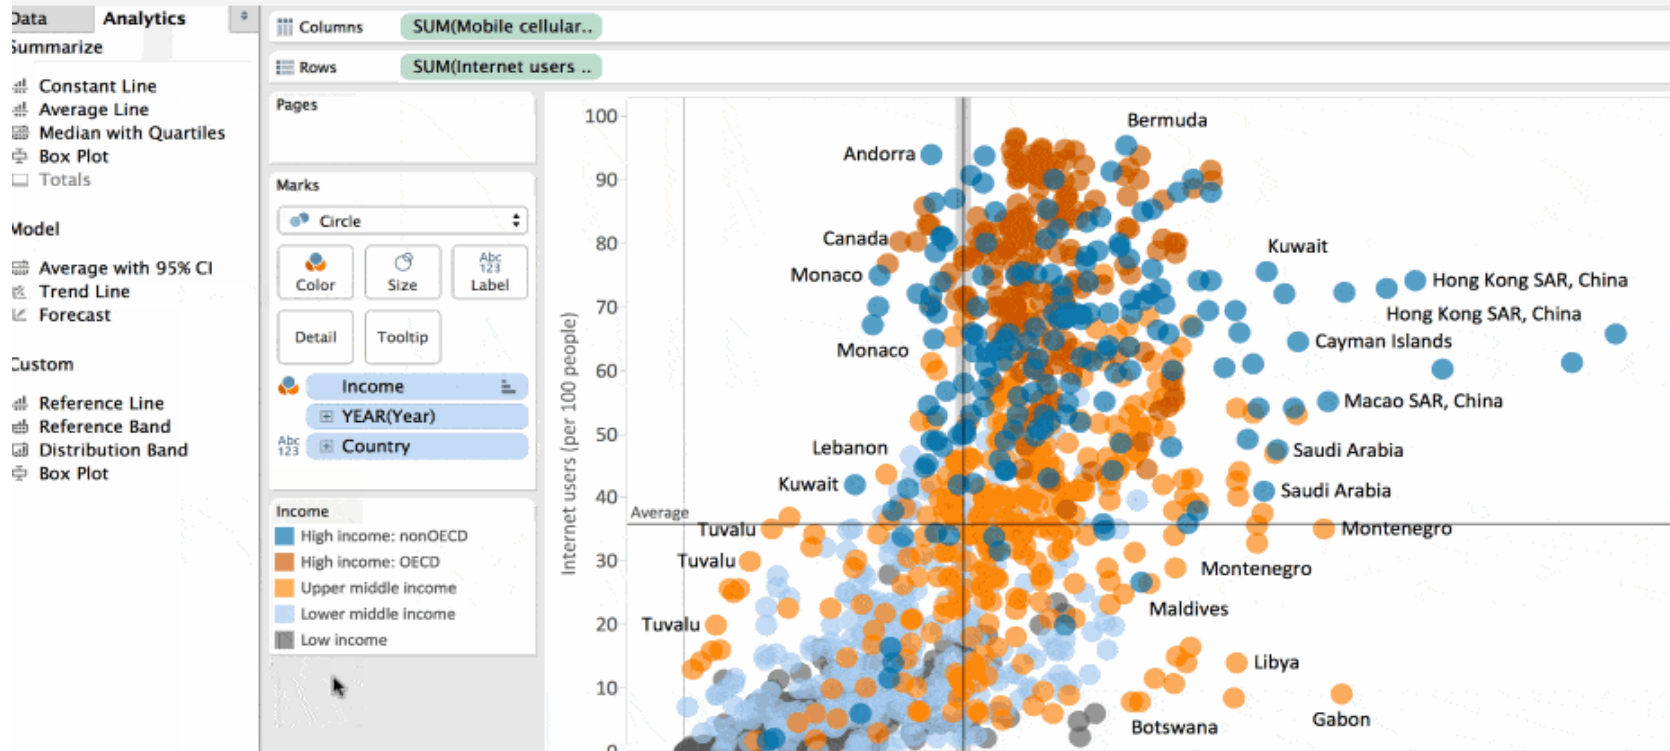 Data Analytics
Summarize
Constant Line
Average Line
Median with Quartiles
Box Plot
Totals
Model
Average with 95% CI
Trend Line
Forecast
Custom
Reference Line
Reference Band
Distribution Band
Box Plot
Columns SUM(Mobile cellular..
Rows SUM(Internet users ..
Pages
Marks
Circle
Color Size Abc 123 Label
Detail Tooltip
Income
YEAR(Year)
Abc 123 Country
Income
High income: nonOECD
High income: OECD
Upper middle income
Lower middle income
Low income
Internet users (per 100 people)
100
90
80
70
60
50
40
30
20
10
0
Average
Bermuda
Andorra
Canada
Kuwait
Monaco
Hong Kong SAR, China
Hong Kong SAR, China
Monaco
Cayman Islands
Macao SAR, China
Lebanon
Saudi Arabia
Kuwait
Saudi Arabia
Tuvalu
Montenegro
Tuvalu
Montenegro
Maldives
Tuvalu
Libya
Botswana
Gabon